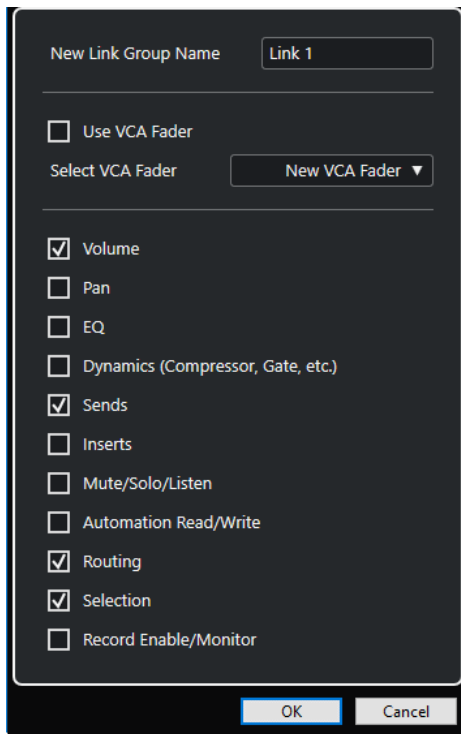 New Link Group Name Link 1
Use VCA Fader
Select VCA Fader New VCA Fader
Volume
Pan
EQ
Dynamics (Compressor, Gate, etc.)
Sends
Inserts
Mute/Solo/Listen
Automation Read/Write
Routing
Selection
Record Enable/Monitor
OK Cancel